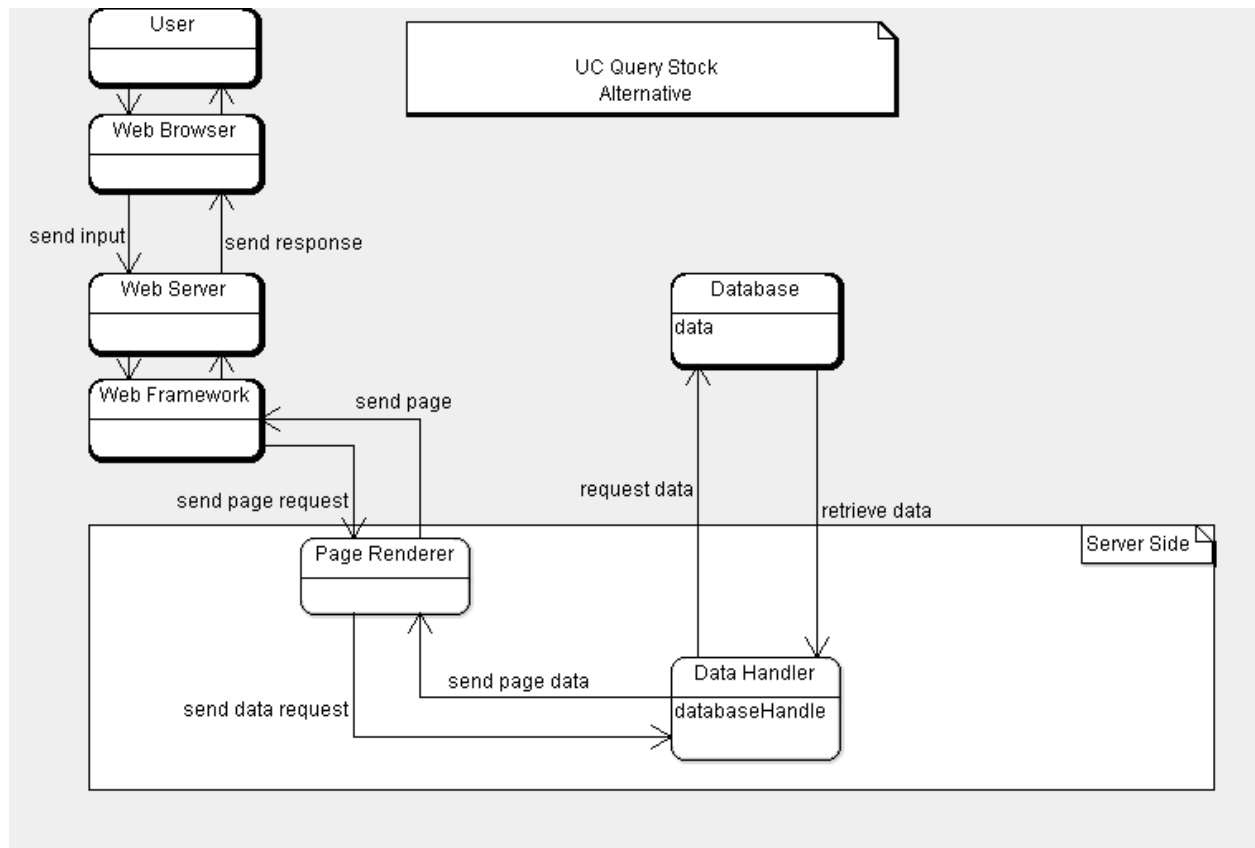 User
UC Query Stock
Alternative
Web Browser
send input
send response
Web Server
Database
data
Web Framework
send page
send page request
request data
retrieve data
Server Side
Page Renderer
send page data
Data Handler
send data request
databaseHandle